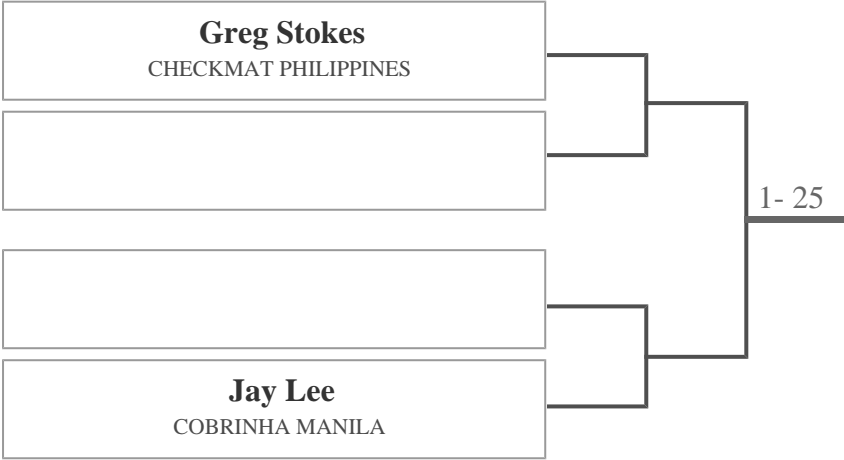 Greg Stokes
CHECKMAT PHILIPPINES
1- 25
Jay Lee
COBRINHA MANILA